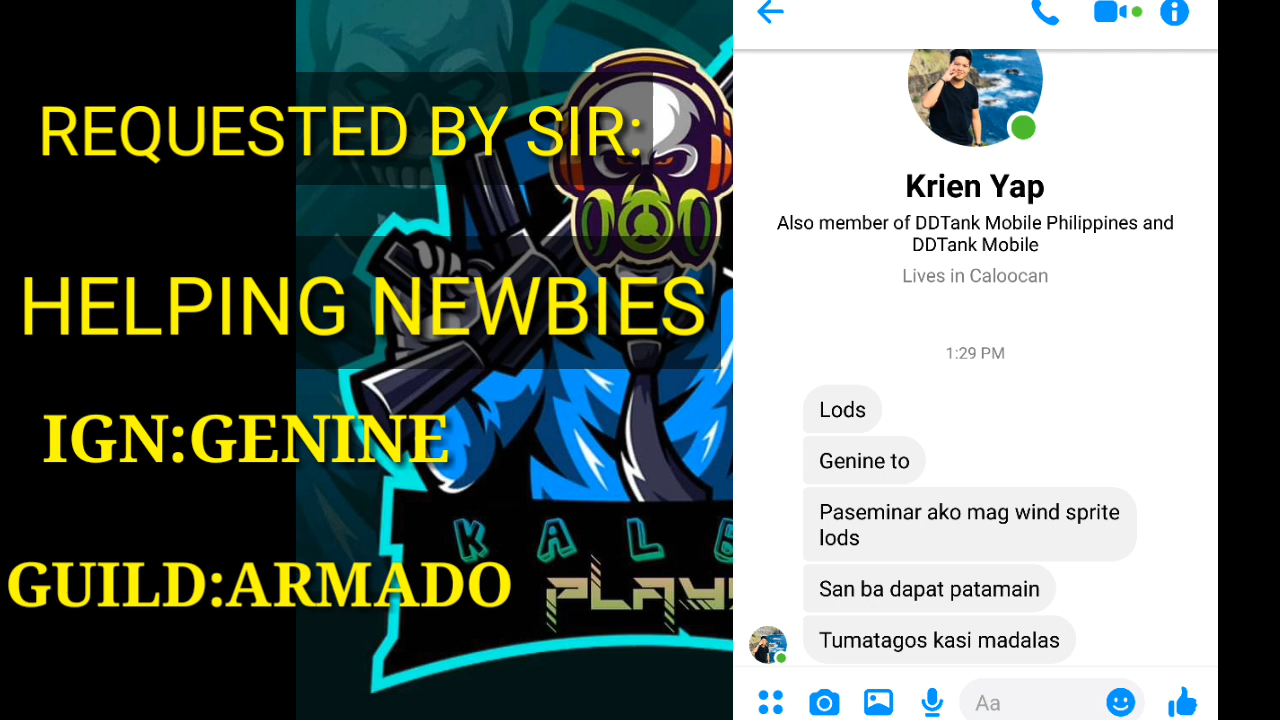 REQUESTED BY SIR:
HELPING NEWBIES
IGN:GENINE
GUILD:ARMADO
K A L
PLAY
Krien Yap
Also member of DDTank Mobile Philippines and
DDTank Mobile
Lives in Caloocan
1:29 PM
Lods
Genine to
Paseminar ako mag wind sprite
lods
San ba dapat patamain
Tumatagos kasi madalas
Aa